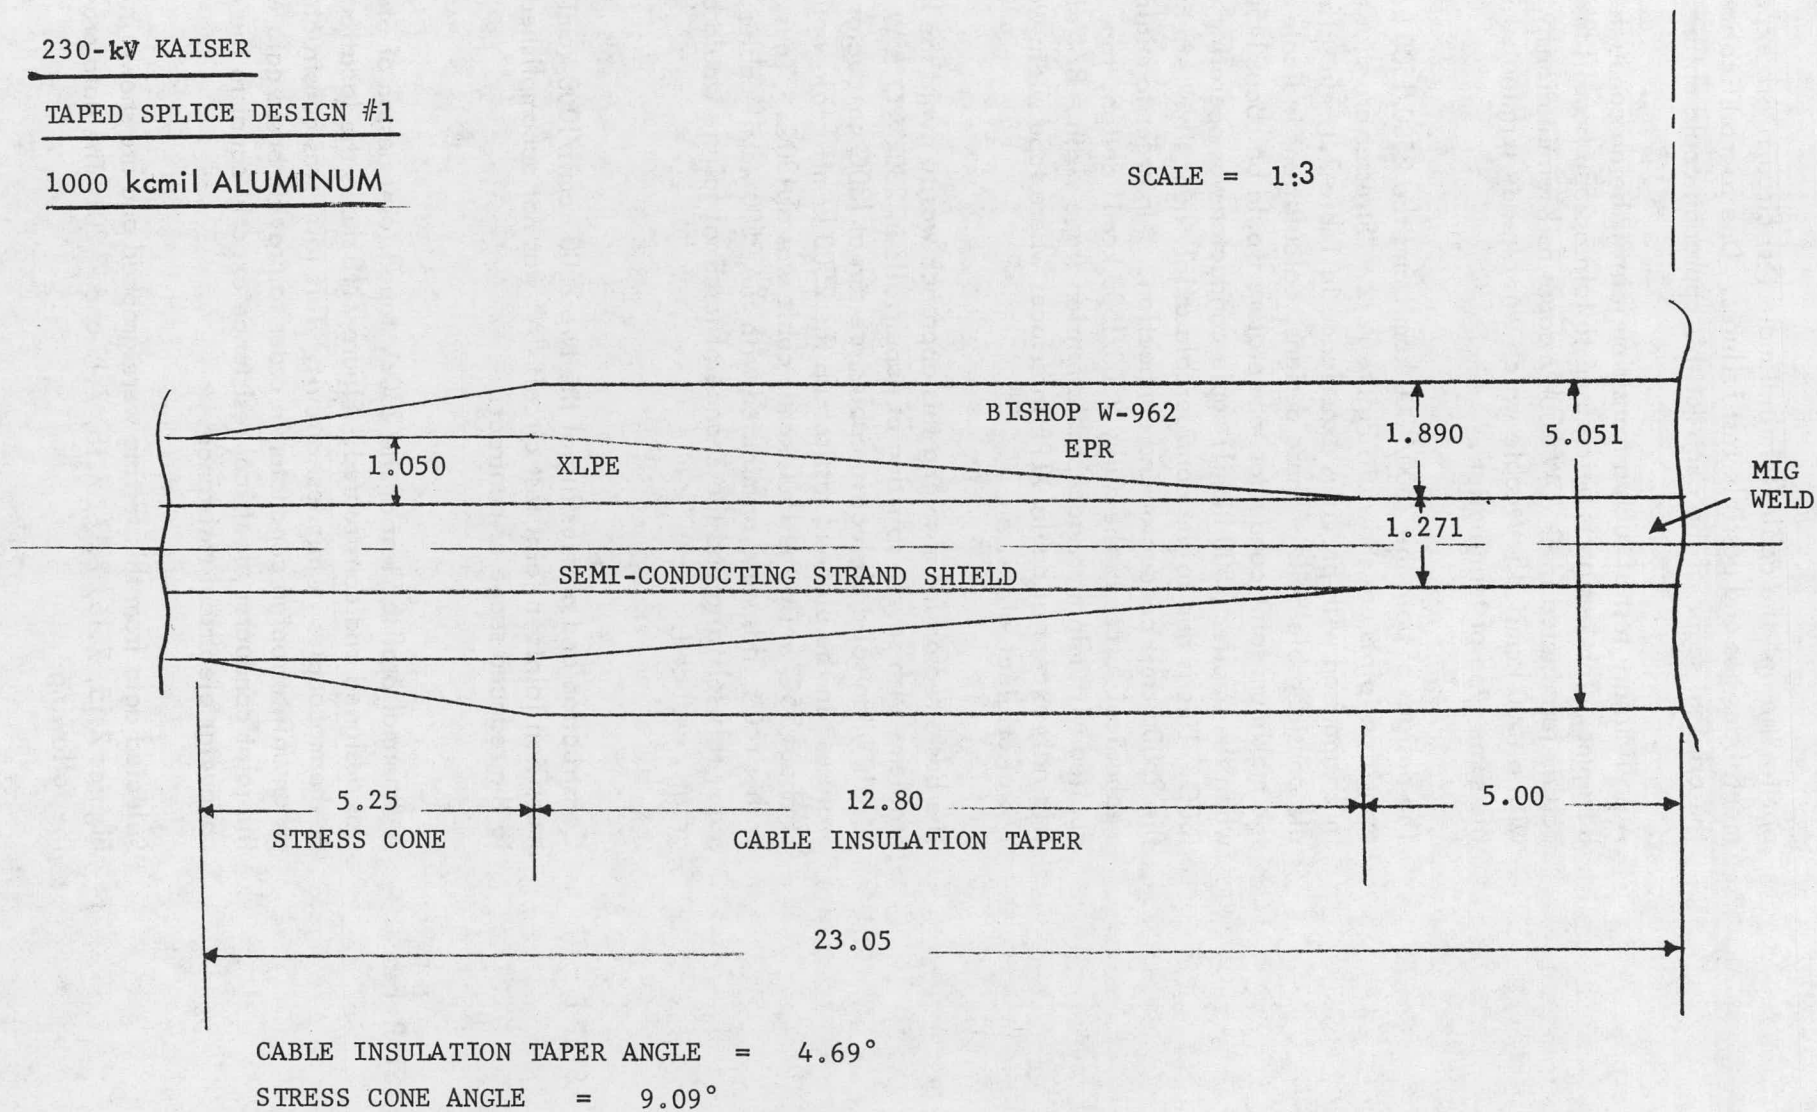 230-kV KAISER
TAPED SPLICE DESIGN #1
1000 kcmil ALUMINUM
SCALE = 1:3
BISHOP W-962
EPR
1.890
5.051
1.050
XLPE
MIG
WELD
1.271
SEMI-CONDUCTING STRAND SHIELD
5.25
12.80
5.00
STRESS CONE
CABLE INSULATION TAPER
23.05
CABLE INSULATION TAPER ANGLE = 4.69°
STRESS CONE ANGLE = 9.09°